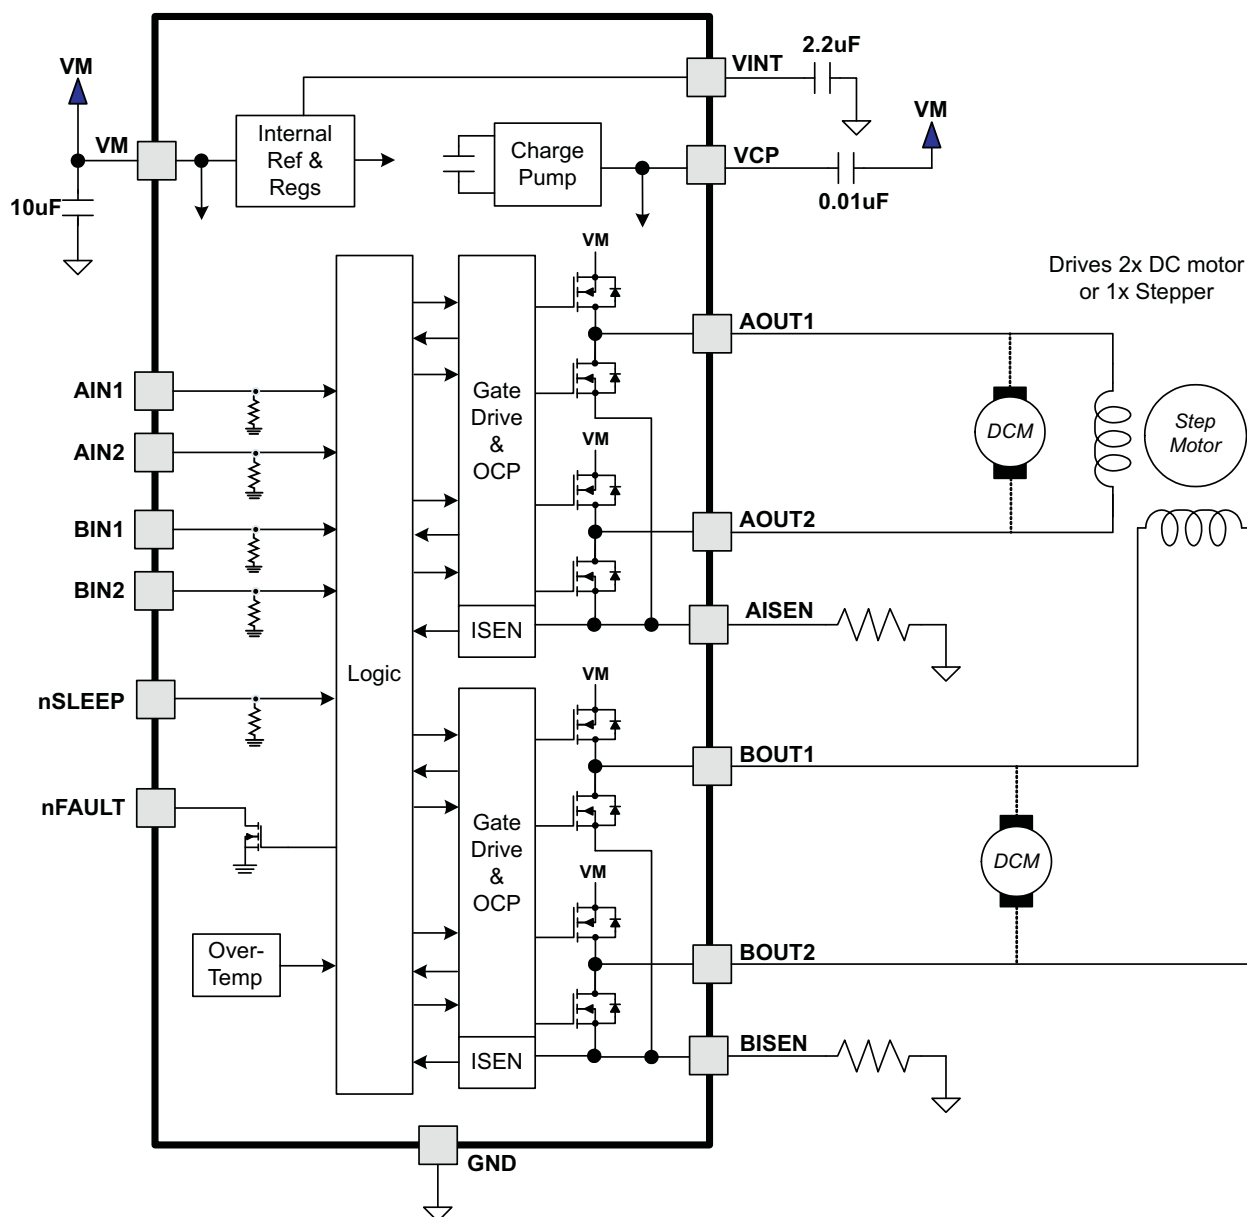 2.2uF
VINT
VM
VM
VM
Internal
Ref &
Regs
Charge
Pump
VCP
10uF
0.01uF
VM
Drives 2x DC motor
or 1x Stepper
AOUT1
AIN1
Gate
Drive
&
OCP
DCM
Step
Motor
AIN2
VM
BIN1
AOUT2
BIN2
AISEN
ISEN
Logic
VM
nSLEEP
BOUT1
nFAULT
Gate
Drive
&
OCP
DCM
VM
Over-
Temp
BOUT2
BISEN
ISEN
GND